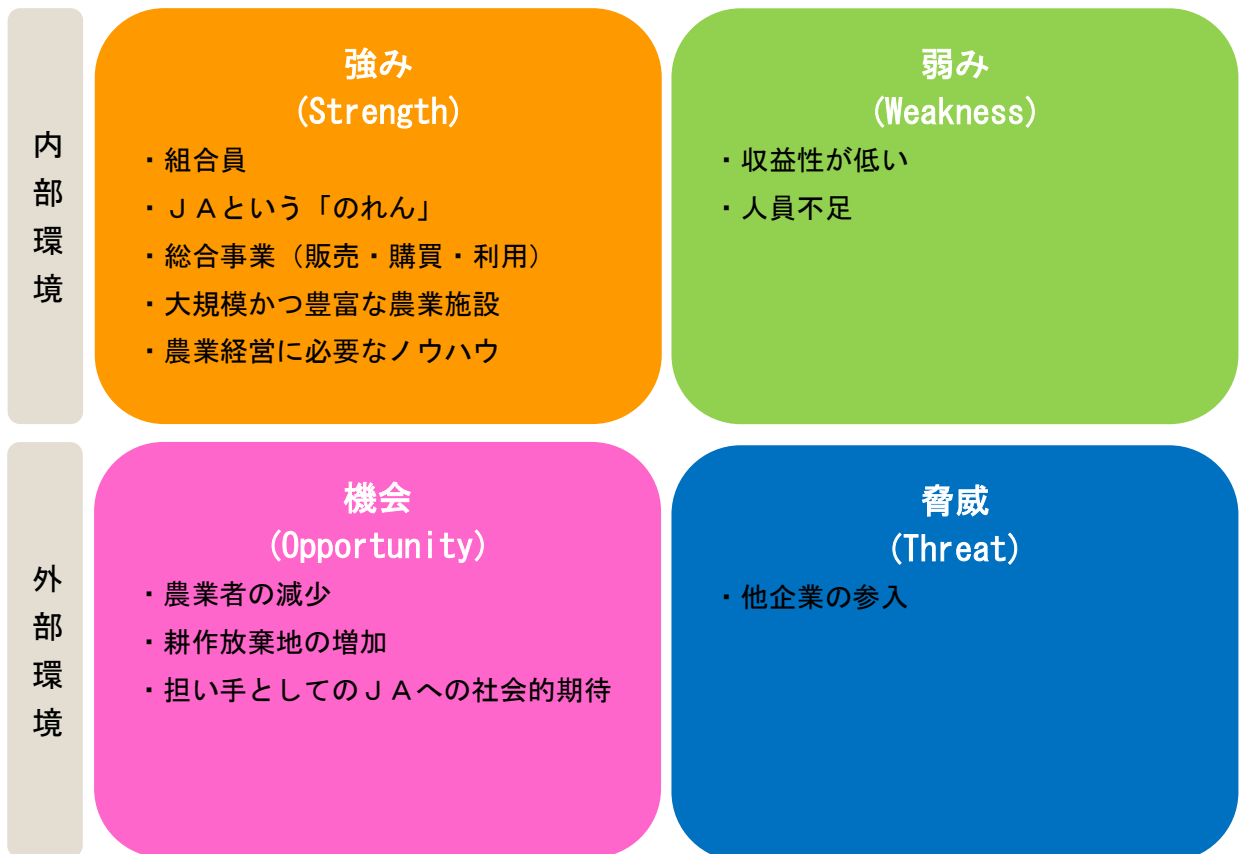 内部環境
強み
(Strength)
・組合員
・ＪＡという「のれん」
・総合事業（販売・購買・利用）
・大規模かつ豊富な農業施設
・農業経営に必要なノウハウ
弱み
(Weakness)
・収益性が低い
・人員不足
外部環境
機会
(Opportunity)
・農業者の減少
・耕作放棄地の増加
・担い手としてのＪＡへの社会的期待
脅威
(Threat)
・他企業の参入